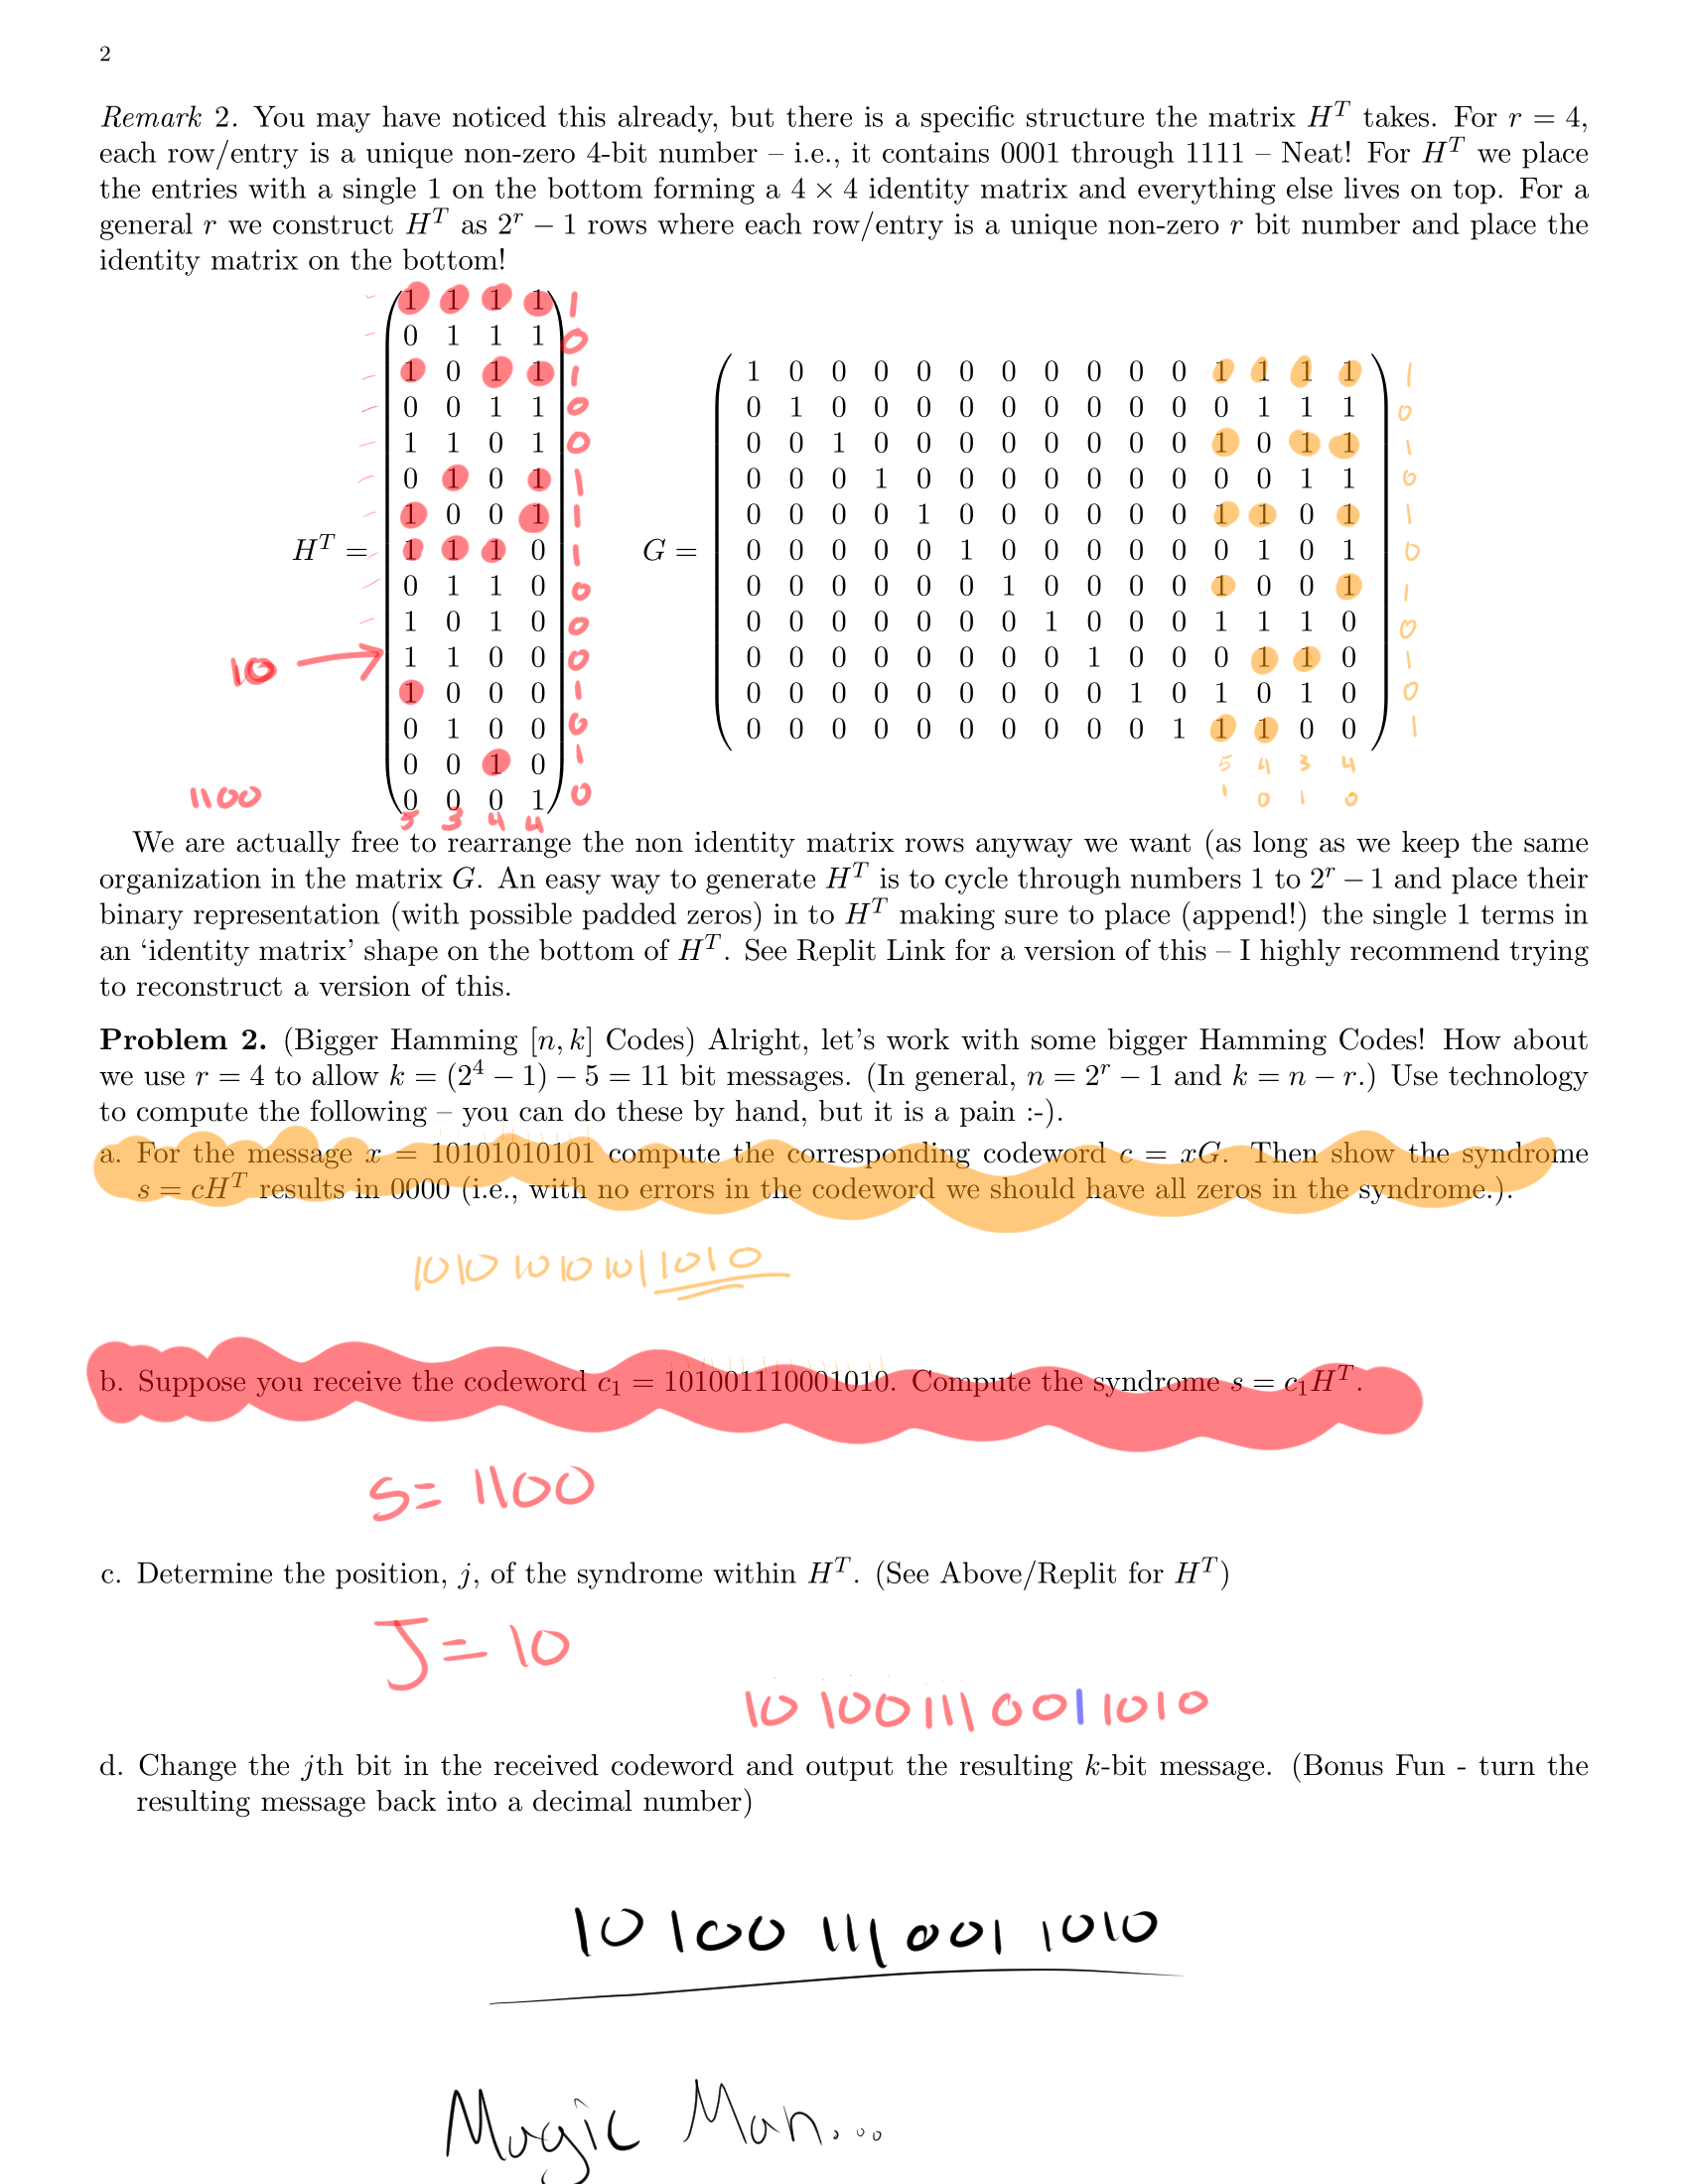 2
Remark 2. You may have noticed this already, but there is a specific structure the matrix H^T takes. For r = 4,
each row/entry is a unique non-zero 4-bit number – i.e., it contains 0001 through 1111 – Neat! For H^T we place
the entries with a single 1 on the bottom forming a 4 × 4 identity matrix and everything else lives on top. For a
general r we construct H^T as 2^r − 1 rows where each row/entry is a unique non-zero r bit number and place the
identity matrix on the bottom!
H^T =
1 1 1 1 1
0 1 1 1 0
1 0 1 1 1
0 0 1 1 0
1 1 0 1 0
0 1 0 1 1
1 0 0 1 1
1 1 1 0 1
0 1 1 0 0
1 0 1 0 0
10 → 1 1 0 0 0
1 0 0 0 1
0 1 0 0 0
0 0 1 0 1
0 0 0 1 0
5 3 4 4
1100
G =
1 0 0 0 0 0 0 0 0 0 0 1 1 1 1 1
0 1 0 0 0 0 0 0 0 0 0 0 1 1 1 0
0 0 1 0 0 0 0 0 0 0 0 1 0 1 1 1
0 0 0 1 0 0 0 0 0 0 0 0 0 1 1 0
0 0 0 0 1 0 0 0 0 0 0 1 1 0 1 1
0 0 0 0 0 1 0 0 0 0 0 0 1 0 1 0
0 0 0 0 0 0 1 0 0 0 0 1 0 0 1 1
0 0 0 0 0 0 0 1 0 0 0 1 1 1 0 0
0 0 0 0 0 0 0 0 1 0 0 0 1 1 0 1
0 0 0 0 0 0 0 0 0 1 0 1 0 1 0 0
0 0 0 0 0 0 0 0 0 0 1 1 1 0 0 1
5 4 3 4
1 0 1 0
We are actually free to rearrange the non identity matrix rows anyway we want (as long as we keep the same
organization in the matrix G. An easy way to generate H^T is to cycle through numbers 1 to 2^r − 1 and place their
binary representation (with possible padded zeros) in to H^T making sure to place (append!) the single 1 terms in
an ‘identity matrix’ shape on the bottom of H^T. See Replit Link for a version of this – I highly recommend trying
to reconstruct a version of this.
Problem 2. (Bigger Hamming [n, k] Codes) Alright, let’s work with some bigger Hamming Codes! How about
we use r = 4 to allow k = (2^4 − 1) − 5 = 11 bit messages. (In general, n = 2^r − 1 and k = n − r.) Use technology
to compute the following – you can do these by hand, but it is a pain :-).
a. For the message x = 10101010101 compute the corresponding codeword c = xG. Then show the syndrome
s = cH^T results in 0000 (i.e., with no errors in the codeword we should have all zeros in the syndrome.).
10 10 10 10 10 1 1010
b. Suppose you receive the codeword c₁ = 101001110001010. Compute the syndrome s = c₁H^T.
S= 1100
c. Determine the position, j, of the syndrome within H^T. (See Above/Replit for H^T)
J= 10
10 100 111 0 0 1 1010
d. Change the jth bit in the received codeword and output the resulting k-bit message. (Bonus Fun - turn the
resulting message back into a decimal number)
10 100 111 001 1010
Magic Man...